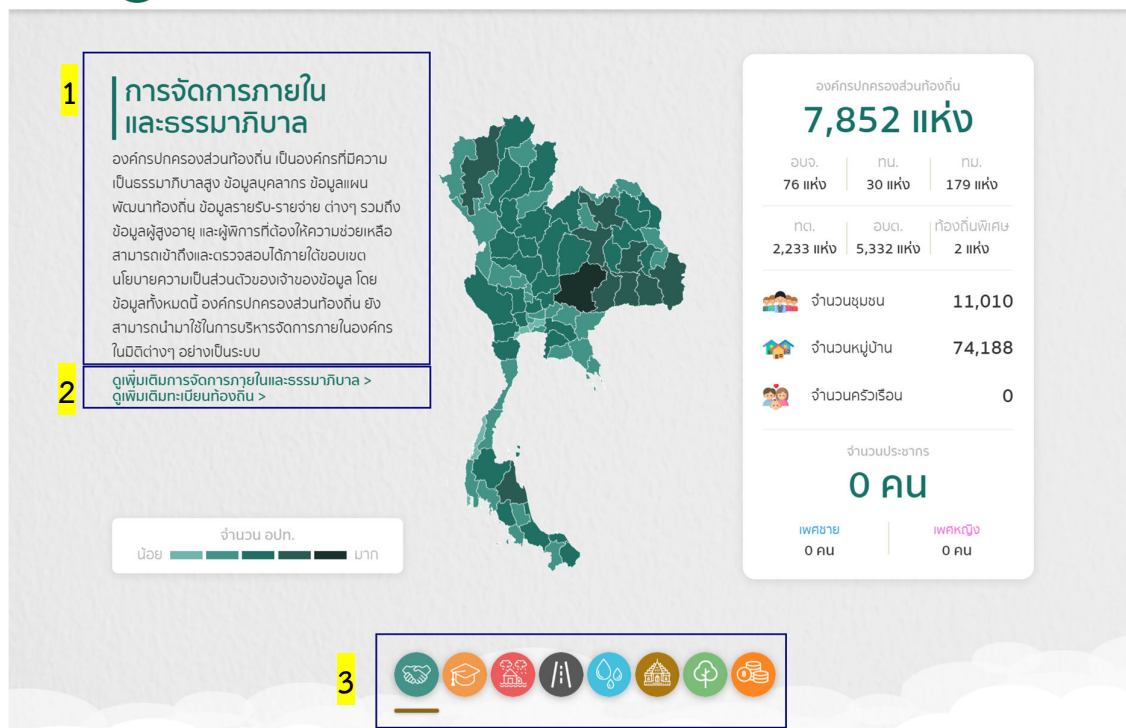 1
การจัดการภายใน
และธรรมาภิบาล
องค์กรปกครองส่วนท้องถิ่น เป็นองค์กรที่มีความ
เป็นธรรมาภิบาลสูง ข้อมูลบุคลากร ข้อมูลแผน
พัฒนาท้องถิ่น ข้อมูลรายรับ-รายจ่าย ต่างๆ รวมถึง
ข้อมูลผู้สูงอายุ และผู้พิการที่ต้องให้ความช่วยเหลือ
สามารถเข้าถึงและตรวจสอบได้ภายใต้ขอบเขต
นโยบายความเป็นส่วนตัวของเจ้าของข้อมูล โดย
ข้อมูลทั้งหมดนี้ องค์กรปกครองส่วนท้องถิ่น ยัง
สามารถนำมาใช้ในการบริหารจัดการภายในองค์กร
ในมิติต่างๆ อย่างเป็นระบบ
2
ดูเพิ่มเติมการจัดการภายในและธรรมาภิบาล >
ดูเพิ่มเติมทะเบียนท้องถิ่น >
จำนวน อปท.
น้อย มาก
องค์กรปกครองส่วนท้องถิ่น
7,852 แห่ง
อบจ. ทน. ทม.
76 แห่ง 30 แห่ง 179 แห่ง
ทต. อบต. ท้องถิ่นพิเศษ
2,233 แห่ง 5,332 แห่ง 2 แห่ง
จำนวนชุมชน 11,010
จำนวนหมู่บ้าน 74,188
จำนวนครัวเรือน 0
จำนวนประชากร
0 คน
เพศชาย เพศหญิง
0 คน 0 คน
3